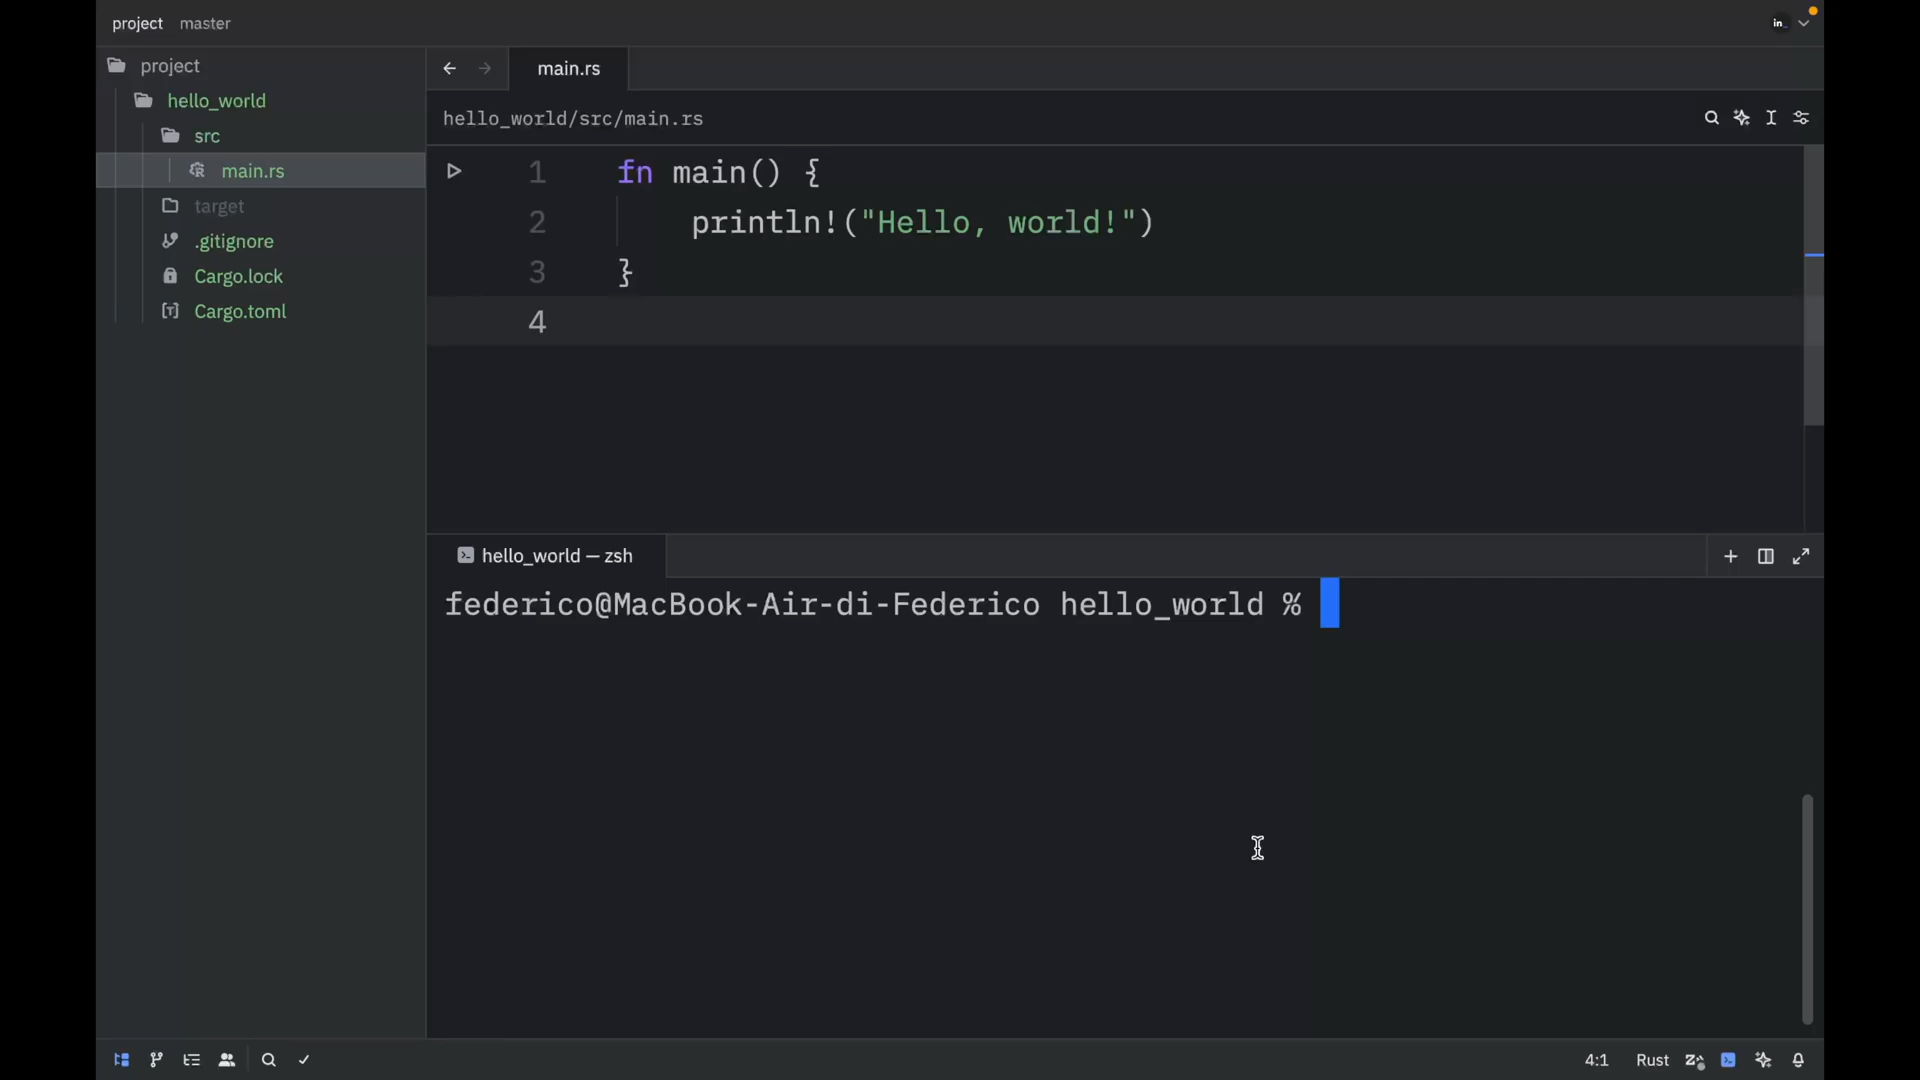 project master
in_
project
hello_world
src
main.rs
target
.gitignore
Cargo.lock
Cargo.toml
main.rs
hello_world/src/main.rs
1 fn main() {
2 println!("Hello, world!")
3 }
4
hello_world — zsh
federico@MacBook-Air-di-Federico hello_world %
4:1 Rust